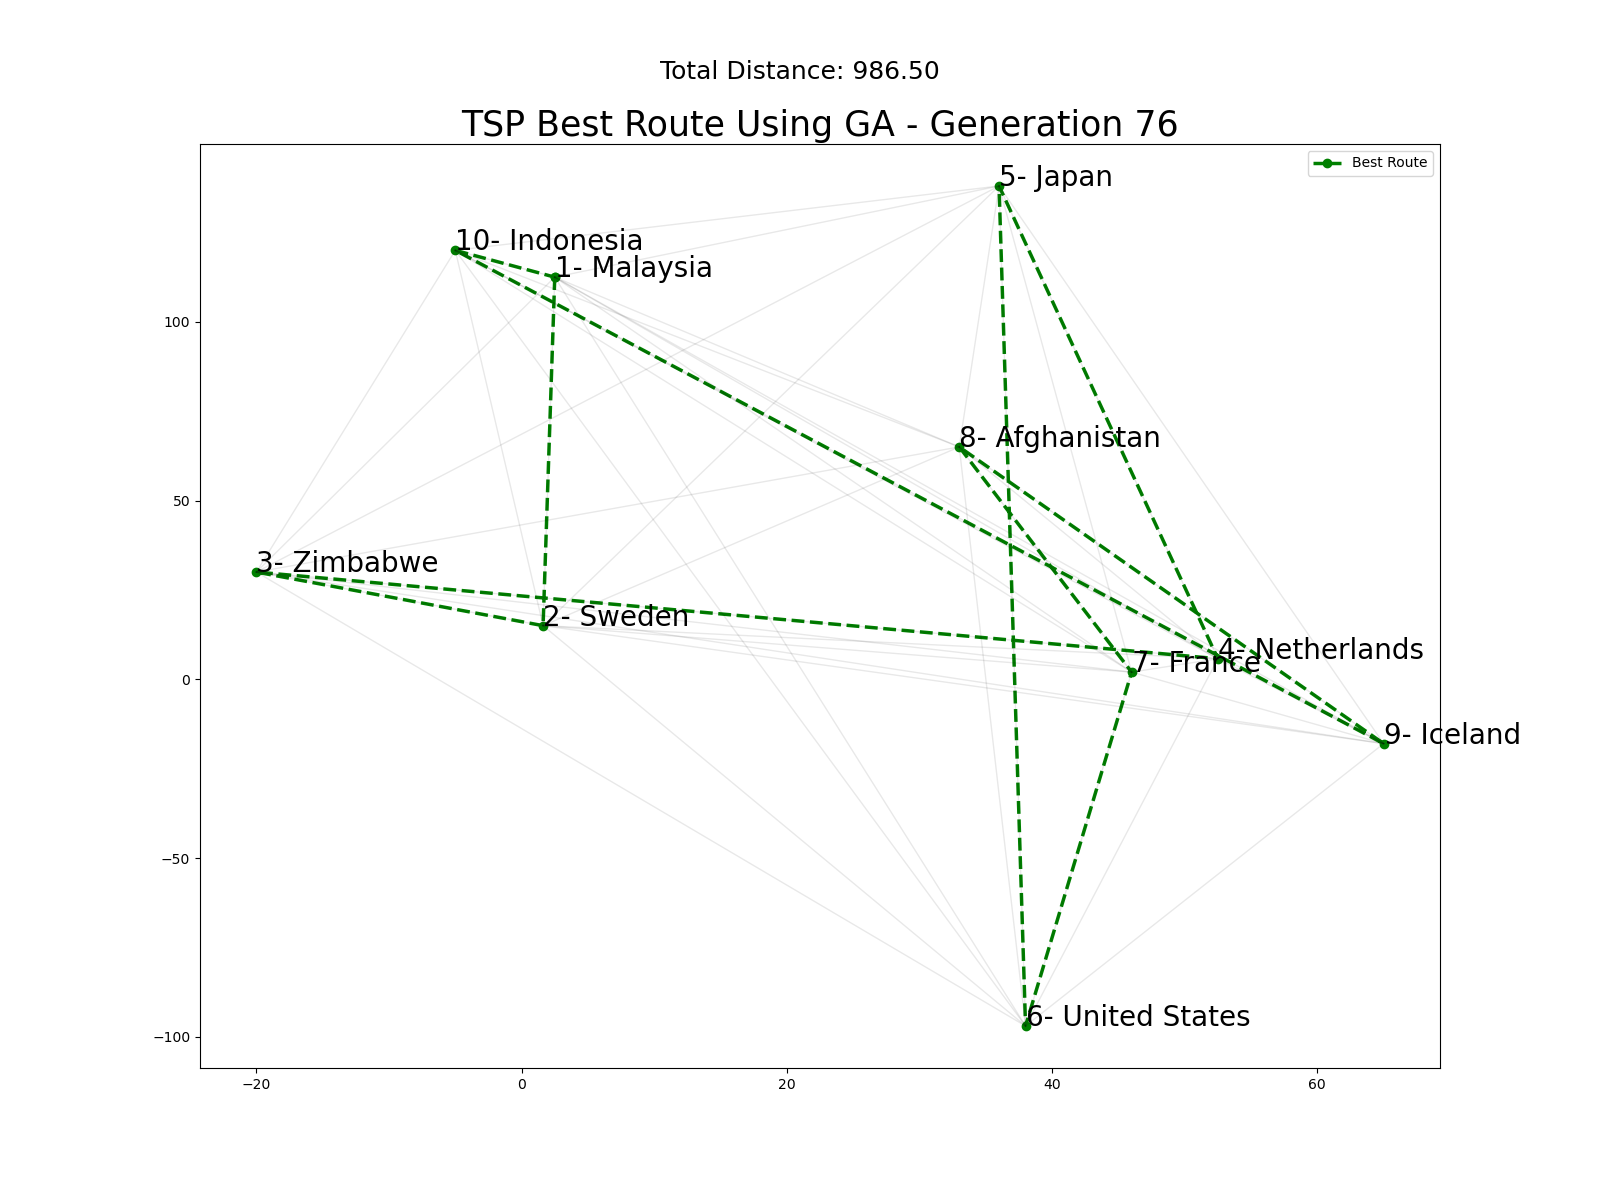 Total Distance: 986.50
TSP Best Route Using GA - Generation 76
Best Route
5- Japan
10- Indonesia
1- Malaysia
8- Afghanistan
3- Zimbabwe
2- Sweden
4- Netherlands
7- France
9- Iceland
6- United States
100
50
0
−50
−100
−20 0 20 40 60